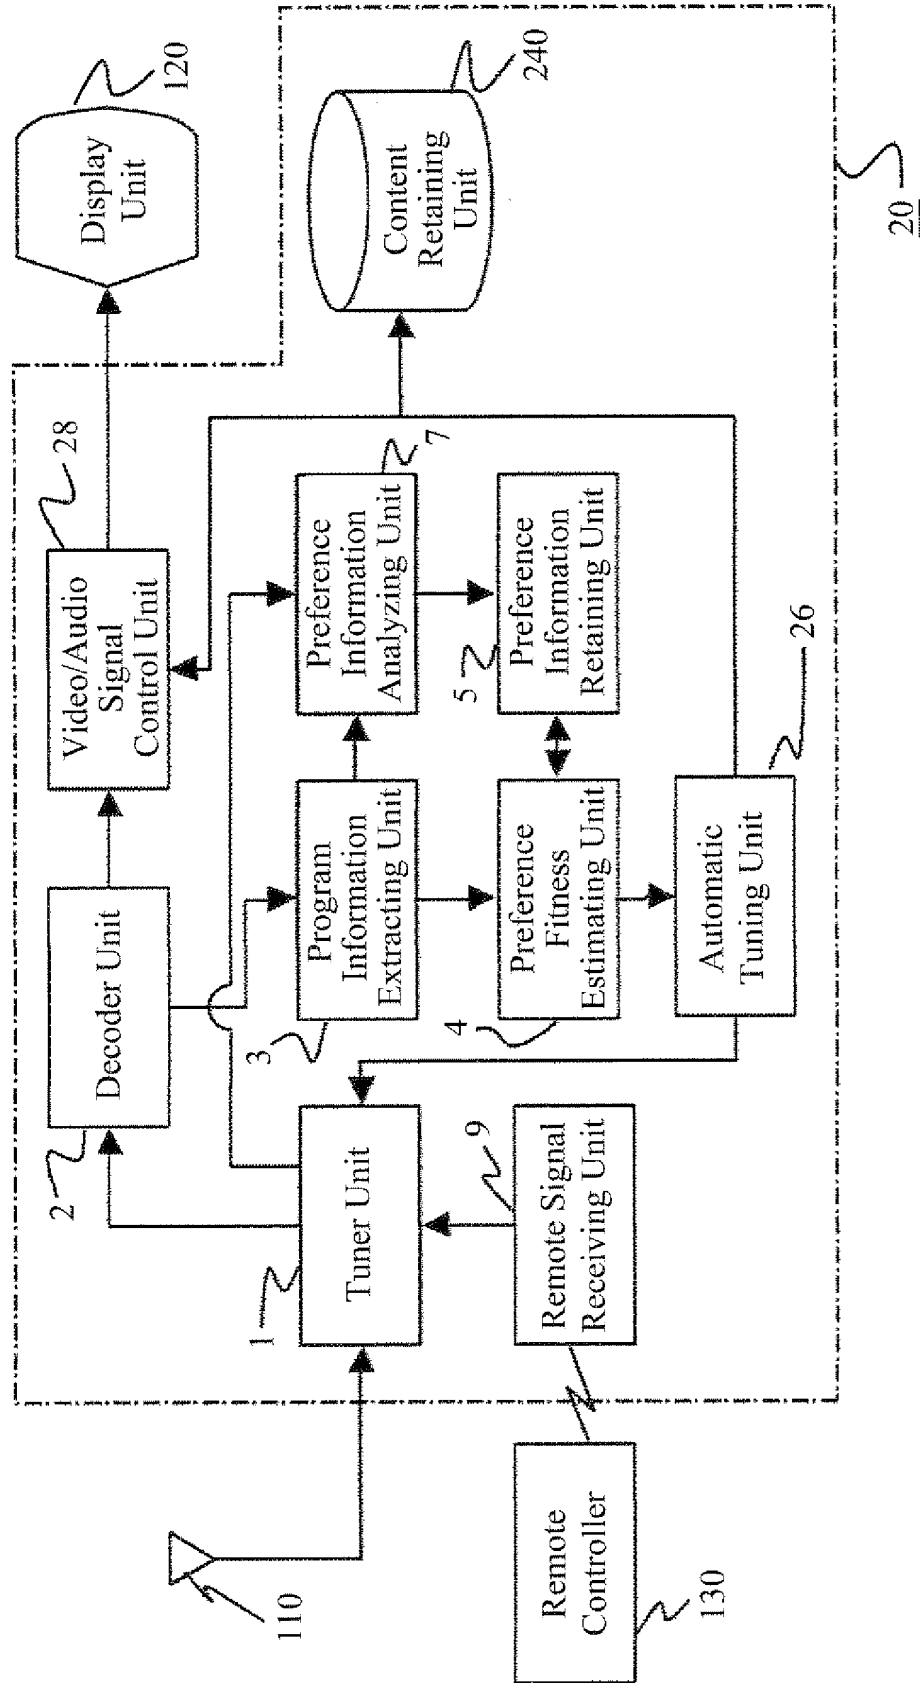 120
Display
Unit
28
Video/Audio
Signal
Control Unit
Decoder Unit
2
240
Content
Retaining
Unit
7
Preference
Information
Analyzing Unit
Program
Information
Extracting Unit
3
5
Preference
Information
Retaining Unit
Preference
Fitness
Estimating Unit
4
1
Tuner Unit
9
Remote Signal
Receiving Unit
26
Automatic
Tuning Unit
110
Remote
Controller
130
20